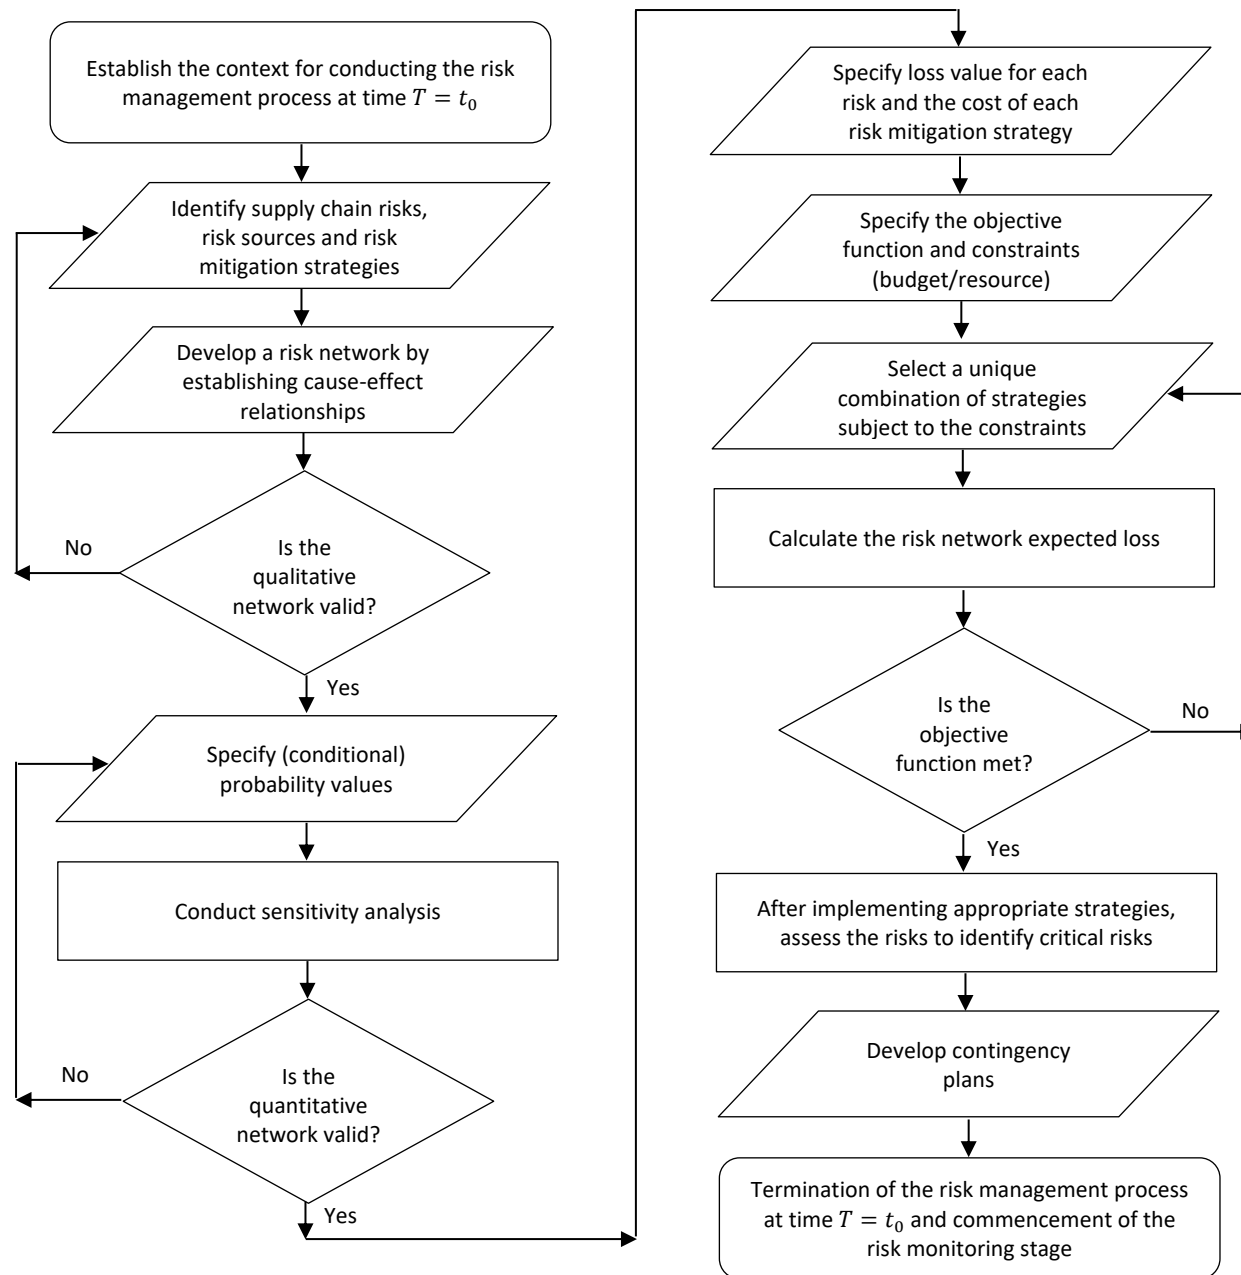 Establish the context for conducting the risk
management process at time T = t₀
Identify supply chain risks,
risk sources and risk
mitigation strategies
Develop a risk network by
establishing cause-effect
relationships
No
Is the
qualitative
network valid?
Yes
Specify (conditional)
probability values
Conduct sensitivity analysis
No
Is the
quantitative
network valid?
Yes
Specify loss value for each
risk and the cost of each
risk mitigation strategy
Specify the objective
function and constraints
(budget/resource)
Select a unique
combination of strategies
subject to the constraints
Calculate the risk network expected loss
Is the
objective
function met?
No
Yes
After implementing appropriate strategies,
assess the risks to identify critical risks
Develop contingency
plans
Termination of the risk management process
at time T = t₀ and commencement of the
risk monitoring stage